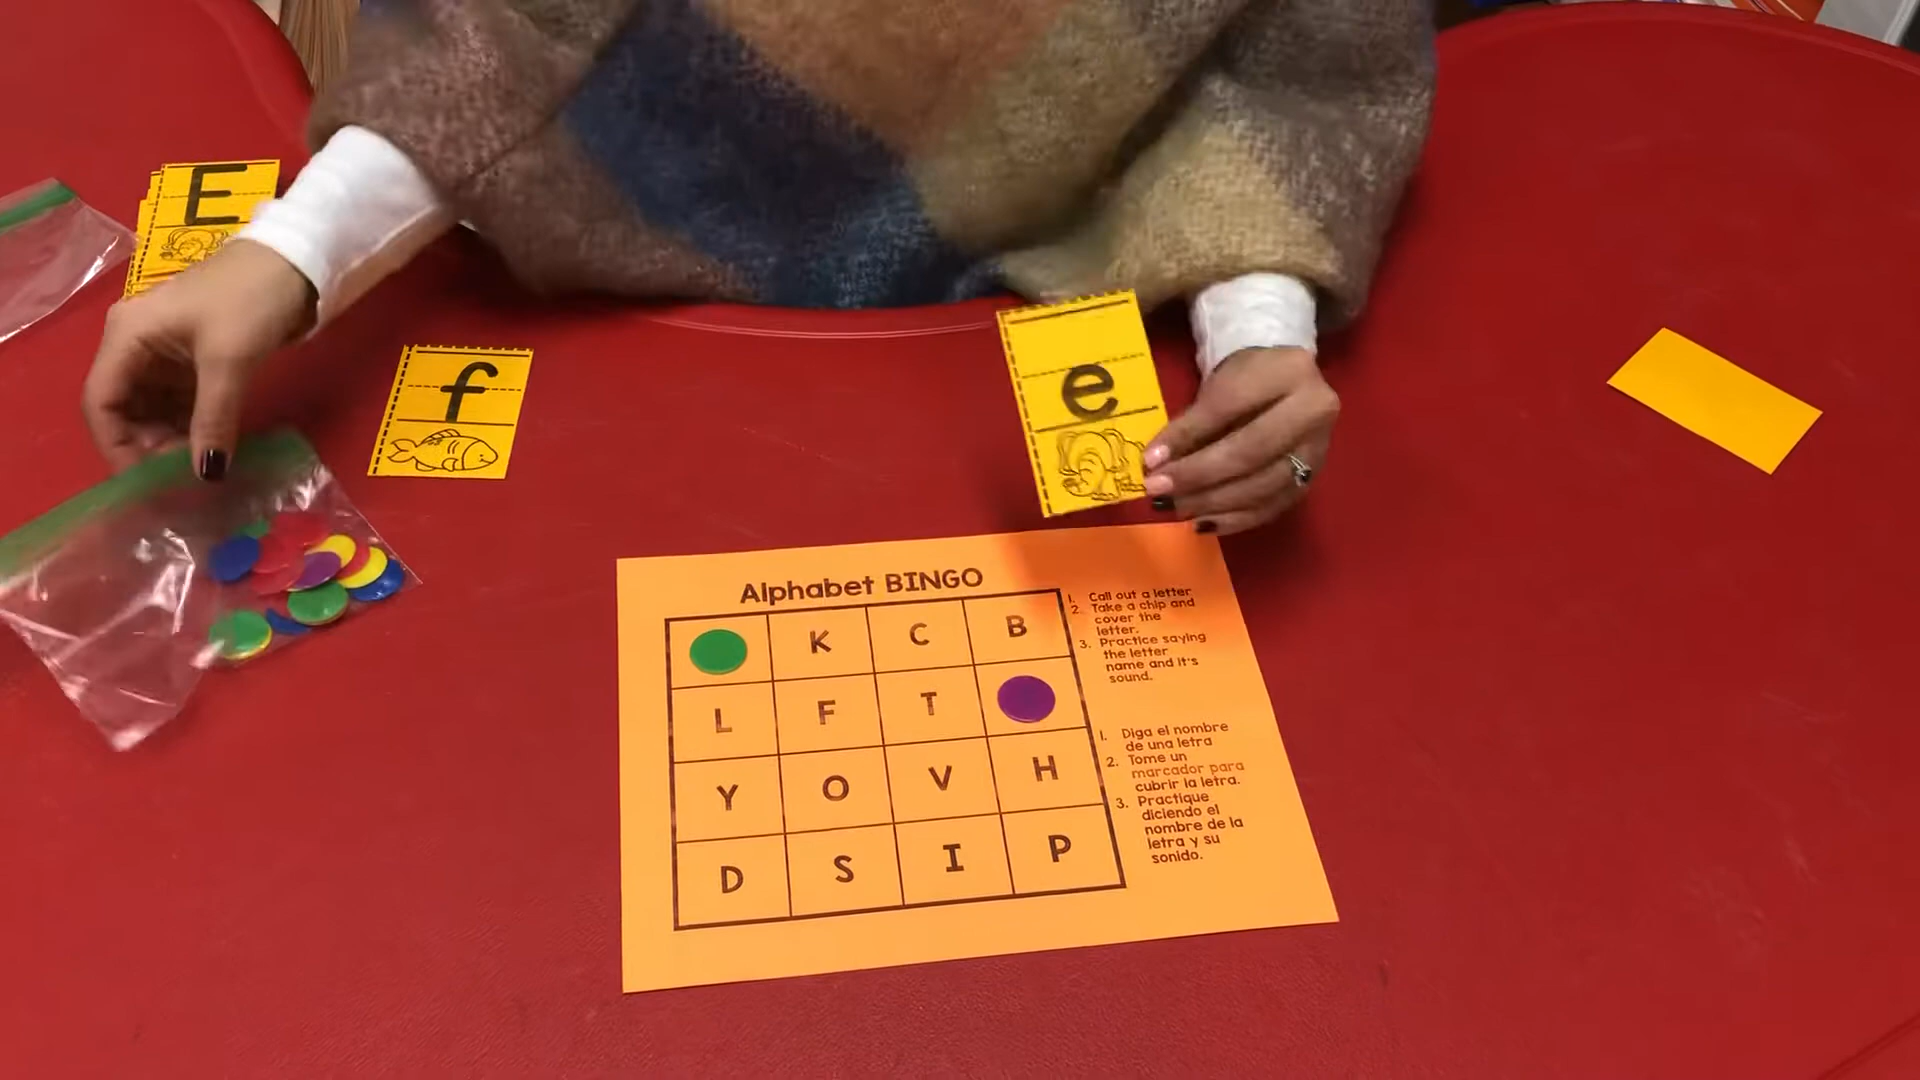 E
f
e
Alphabet BINGO
K C B
L F T
Y O V H
D S I P
1. Call out a letter
2. Take a chip and
cover the
letter.
3. Practice saying
the letter
name and it's
sound.
1. Diga el nombre
de una letra
2. Tome un
marcador para
cubrir la letra.
3. Practique
diciendo el
nombre de la
letra y su
sonido.